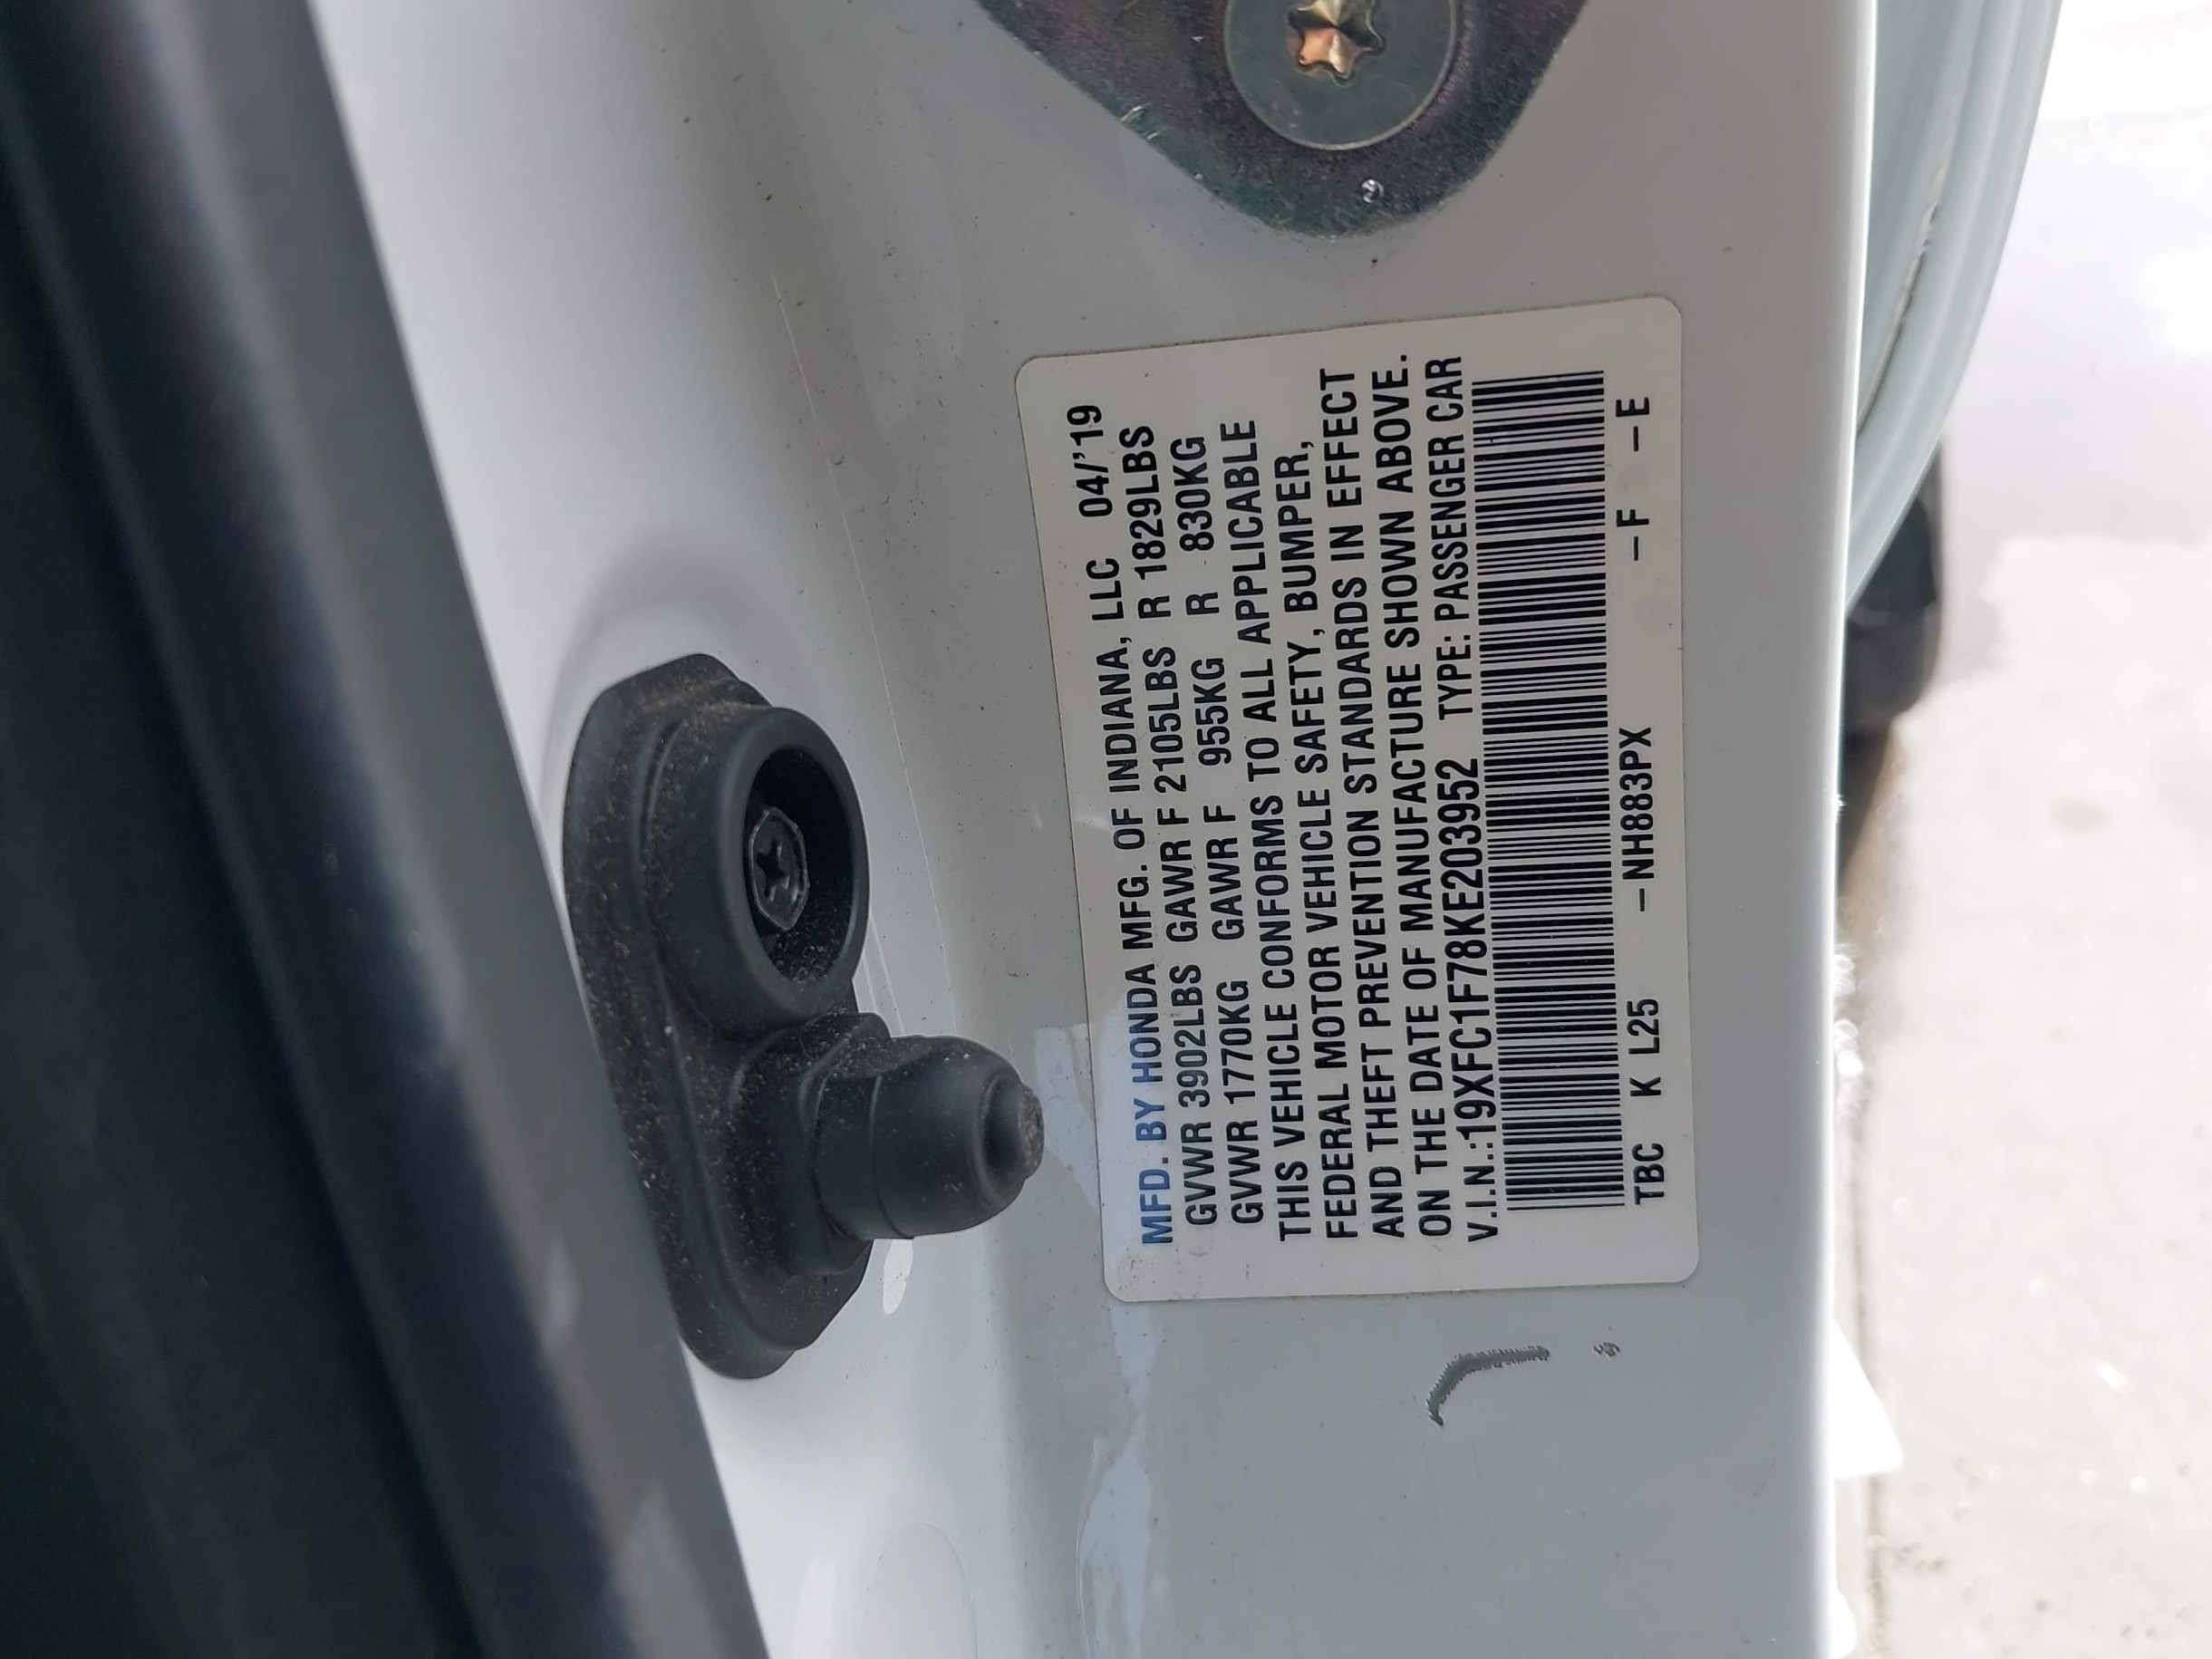 MFD. BY HONDA MFG. OF INDIANA, LLC 04/'19
GVWR 3902LBS GAWR F 2105LBS R 1829LBS
GVWR 1770KG GAWR F 955KG R 830KG
THIS VEHICLE CONFORMS TO ALL APPLICABLE
FEDERAL MOTOR VEHICLE SAFETY, BUMPER,
AND THEFT PREVENTION STANDARDS IN EFFECT
ON THE DATE OF MANUFACTURE SHOWN ABOVE.
V.I.N.:19XFC1F78KE203952 TYPE: PASSENGER CAR
TBC K L25 –NH883PX –F –E